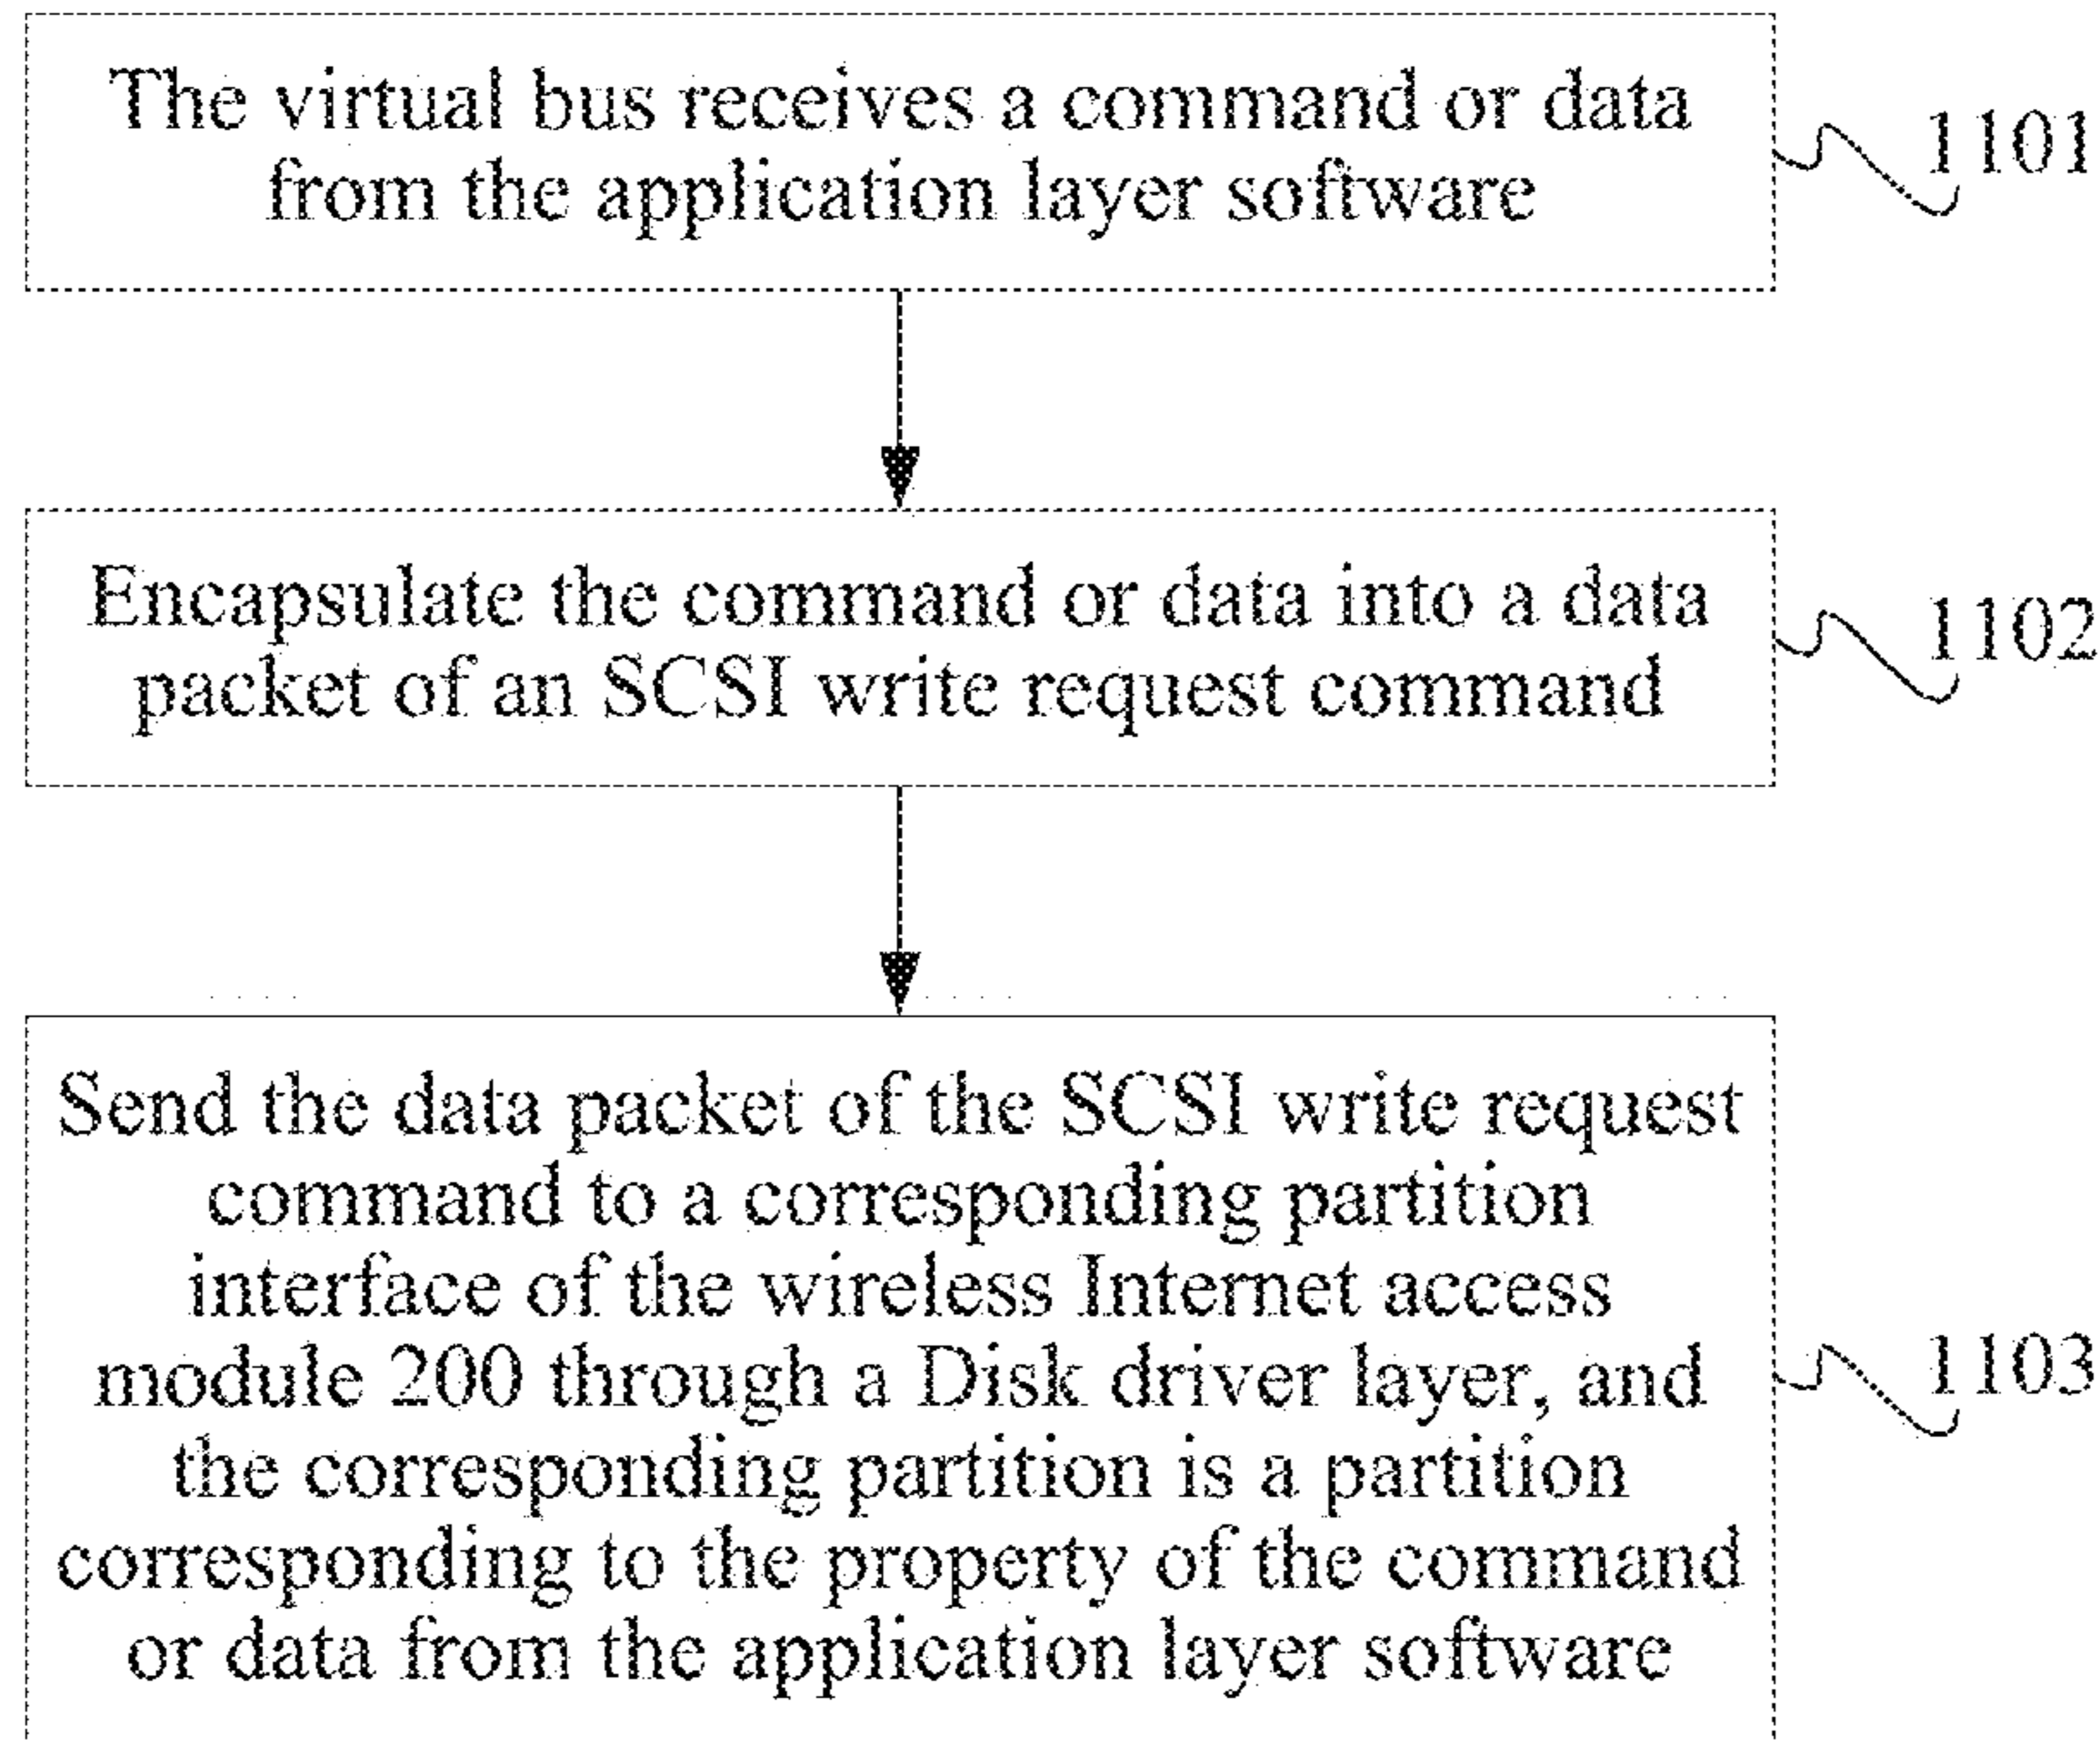 The virtual bus receives a command or data
from the application layer software
1101
Encapsulate the command or data into a data
packet of an SCSI write request command
1102
Send the data packet of the SCSI write request
command to a corresponding partition
interface of the wireless Internet access
module 200 through a Disk driver layer, and
the corresponding partition is a partition
corresponding to the property of the command
or data from the application layer software
1103